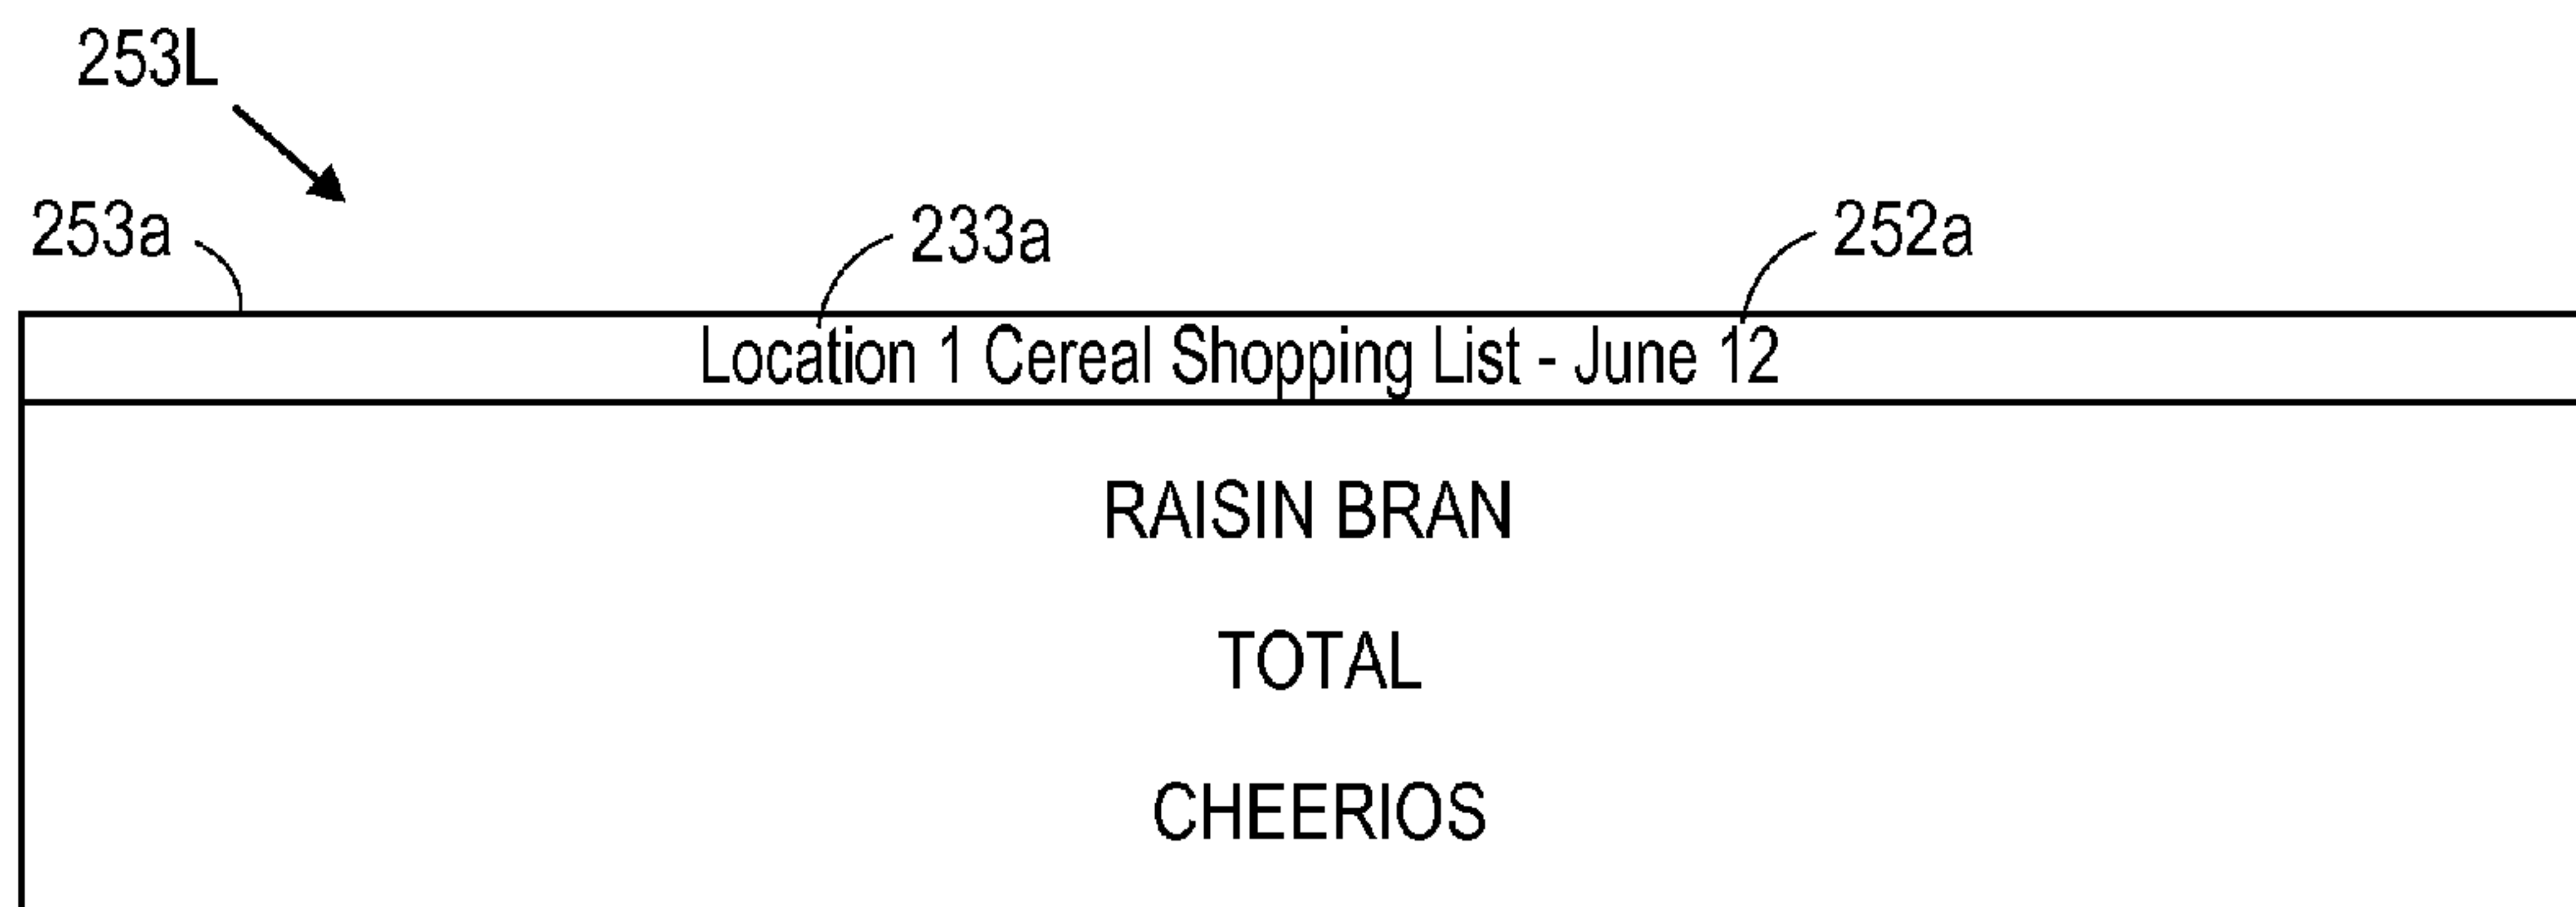 253L
253a 233a 252a
Location 1 Cereal Shopping List - June 12
RAISIN BRAN
TOTAL
CHEERIOS